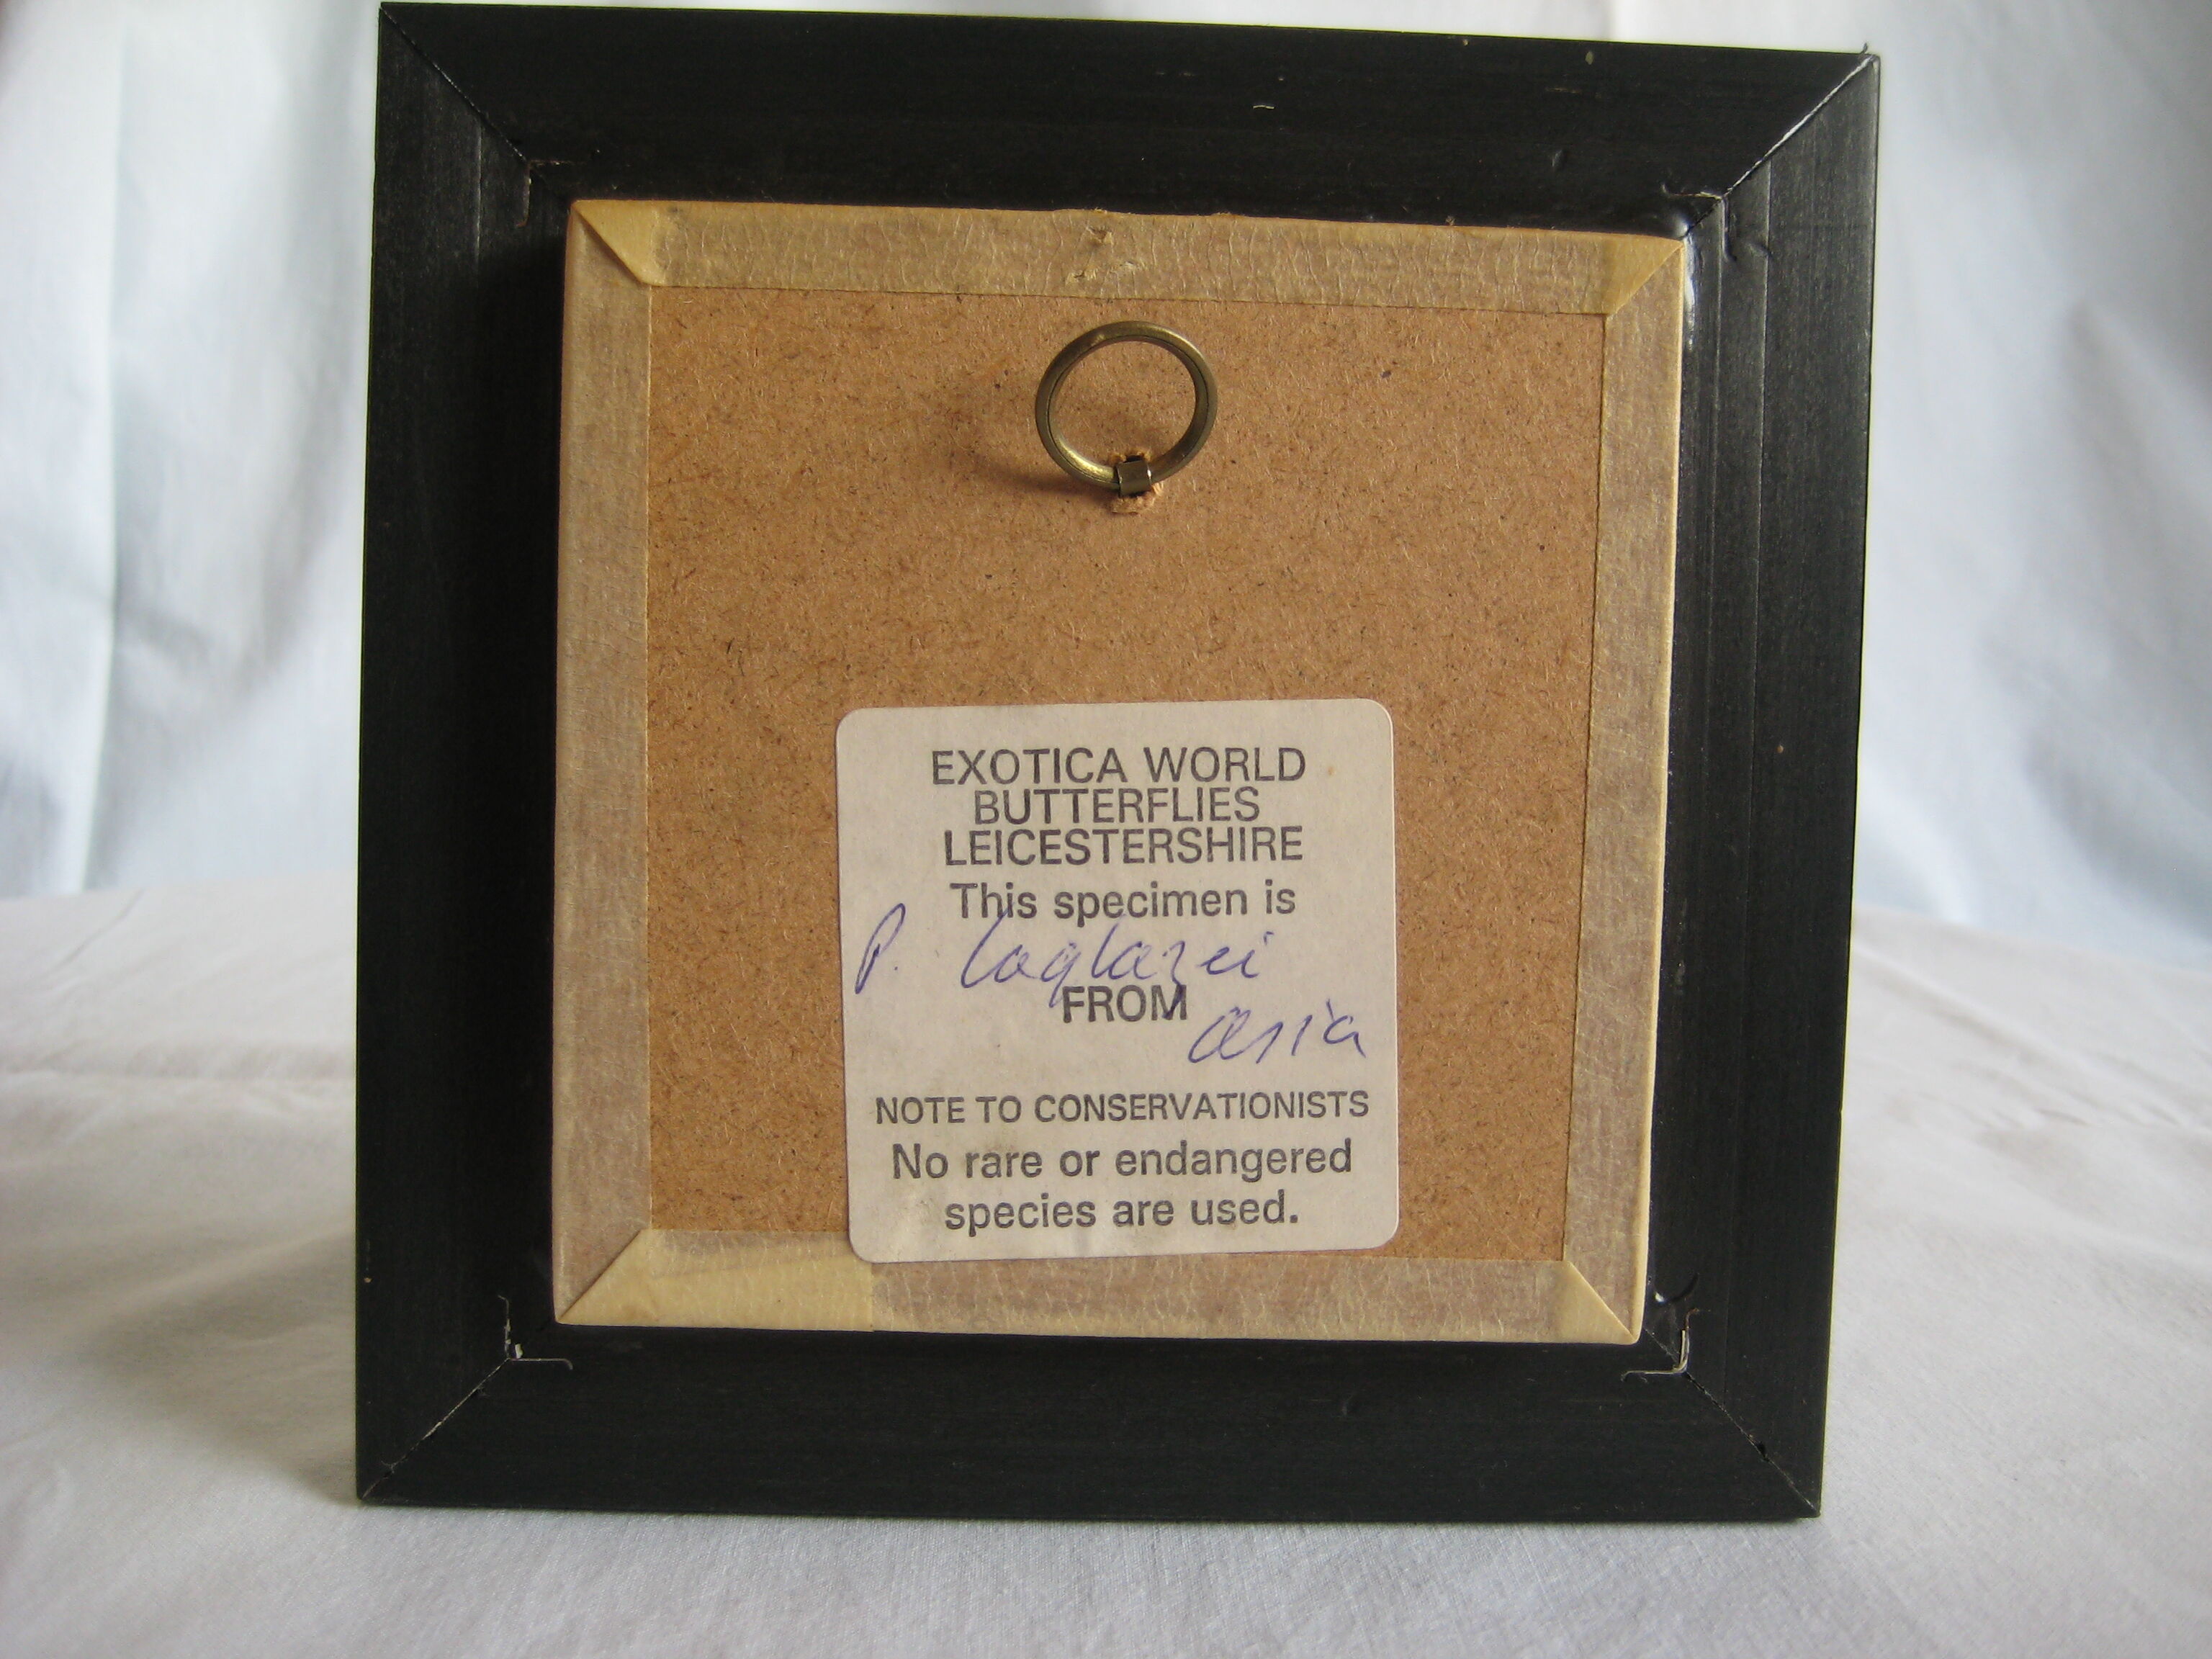 EXOTICA WORLD
BUTTERFLIES
LEICESTERSHIRE
This specimen is
P. laglazei
FROM
asia
NOTE TO CONSERVATIONISTS
No rare or endangered
species are used.